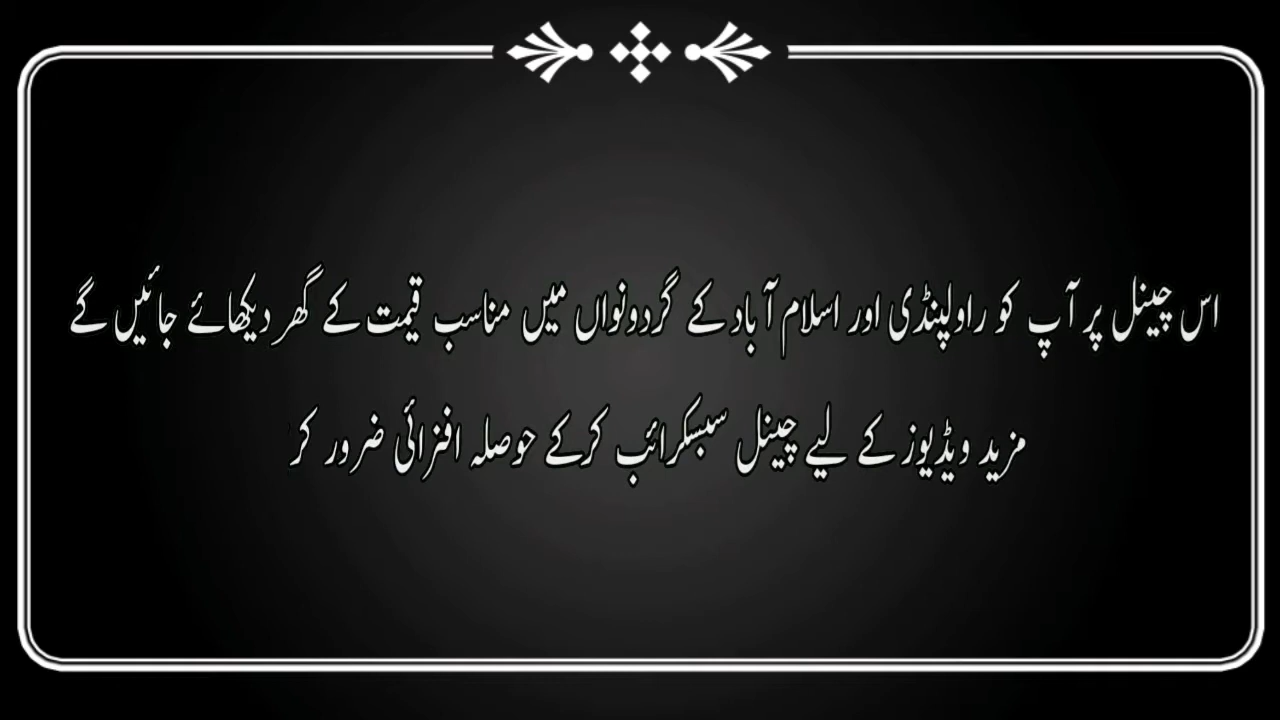 اس چینل پر آپ کو راولپنڈی اور اسلام آباد کے گردونواں میں مناسب قیمت کے گھر دیکھائے جائیں گے
مزید ویڈیوز کے لیے چینل سبسکرائب کرکے حوصلہ افزائی ضرور کر